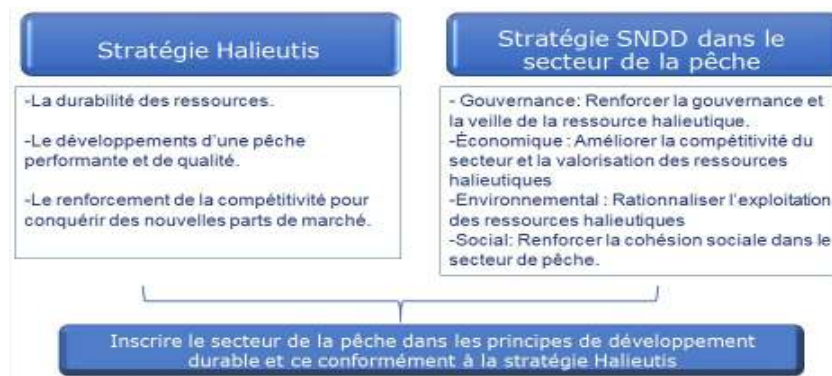 Stratégie Halieutis
-La durabilité des ressources.
-Le développements d'une pêche
performante et de qualité.
-Le renforcement de la compétitivité pour
conquérir des nouvelles parts de marché.
Stratégie SNDD dans le
secteur de la pêche
- Gouvernance: Renforcer la gouvernance et
la veille de la ressource halieutique.
-Économique : Améliorer la compétitivité du
secteur et la valorisation des ressources
halieutiques
-Environnemental : Rationnaliser l'exploitation
des ressources halieutiques
-Social: Renforcer la cohésion sociale dans le
secteur de pêche.
Inscrire le secteur de la pêche dans les principes de développement
durable et ce conformément à la stratégie Halieutis